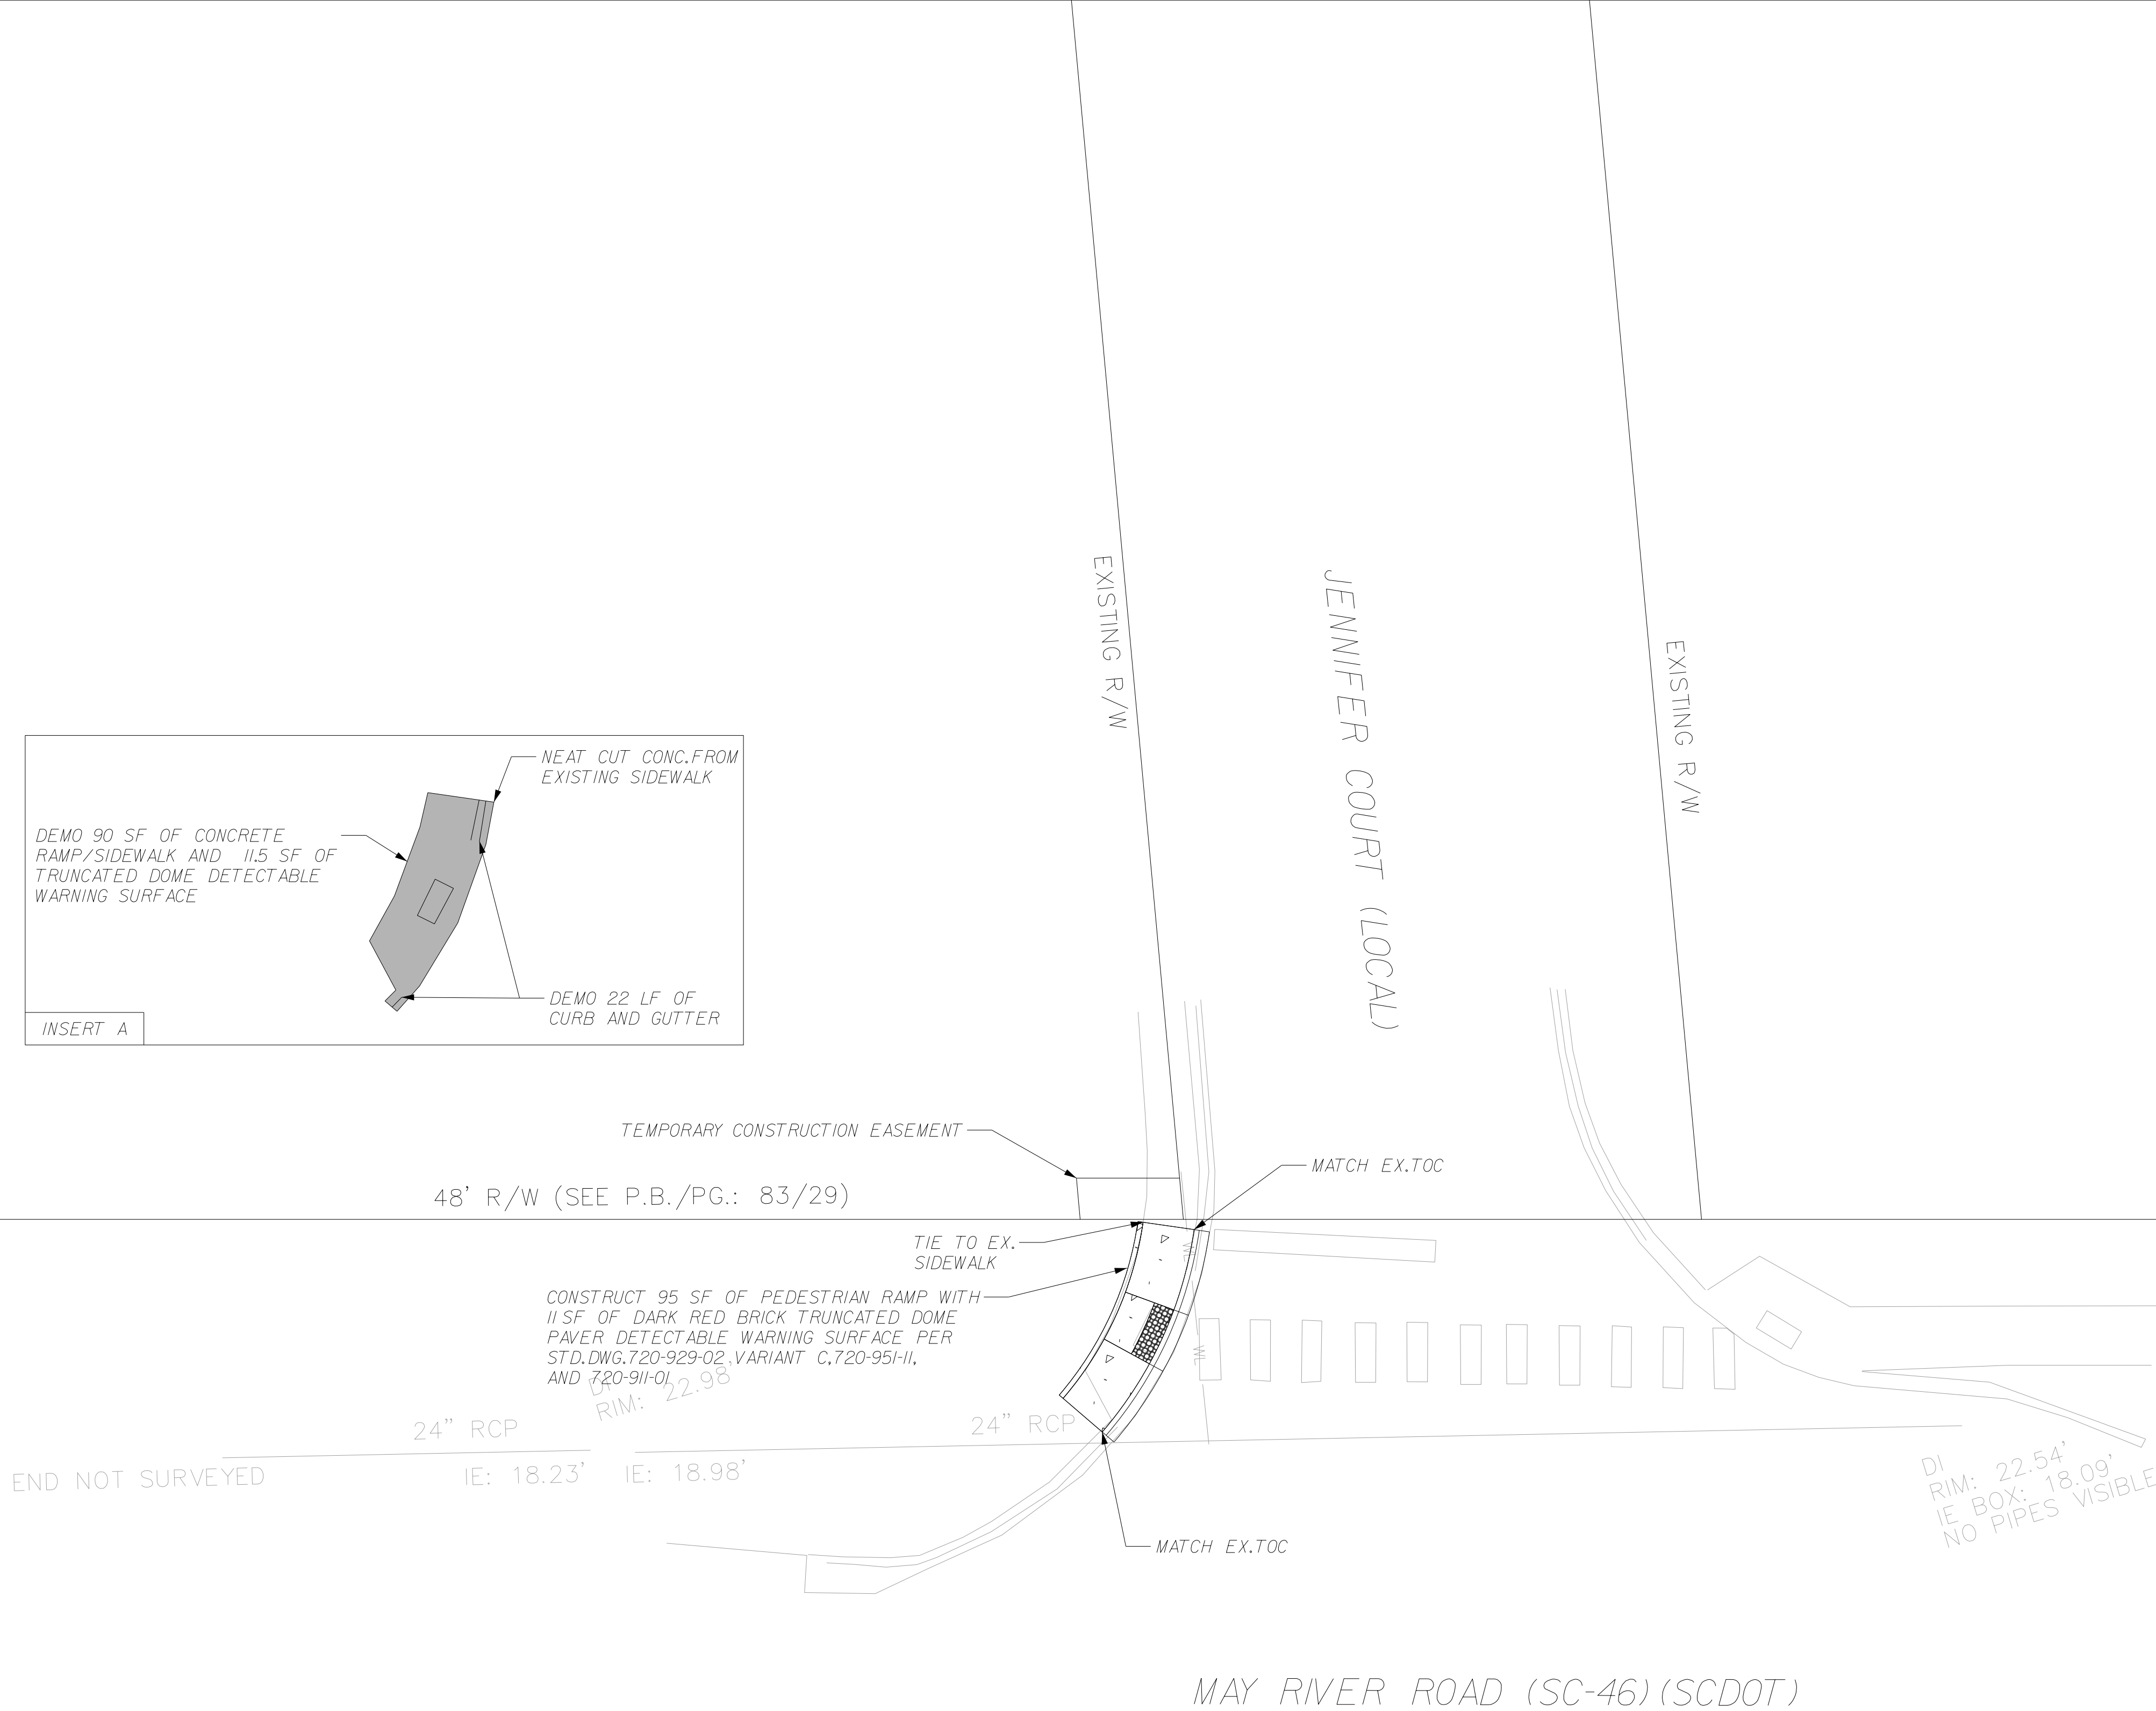 EXISTING R/W
JENNIFER COURT (LOCAL)
EXISTING R/W
NEAT CUT CONC. FROM
EXISTING SIDEWALK
DEMO 90 SF OF CONCRETE
RAMP/SIDEWALK AND 11.5 SF OF
TRUNCATED DOME DETECTABLE
WARNING SURFACE
DEMO 22 LF OF
CURB AND GUTTER
INSERT A
TEMPORARY CONSTRUCTION EASEMENT
MATCH EX. TOC
48' R/W (SEE P.B./PG.: 83/29)
TIE TO EX.
SIDEWALK
WL
CONSTRUCT 95 SF OF PEDESTRIAN RAMP WITH
11 SF OF DARK RED BRICK TRUNCATED DOME
PAVER DETECTABLE WARNING SURFACE PER
STD. DWG. 720-929-02 VARIANT C, 720-951-11,
AND 720-911-01
WL
DI
RIM: 22.98'
24" RCP
24" RCP
END NOT SURVEYED
IE: 18.23'
IE: 18.98'
DI
RIM: 22.54'
IE BOX: 18.09'
NO PIPES VISIBLE
MATCH EX. TOC
MAY RIVER ROAD (SC-46) (SCDOT)